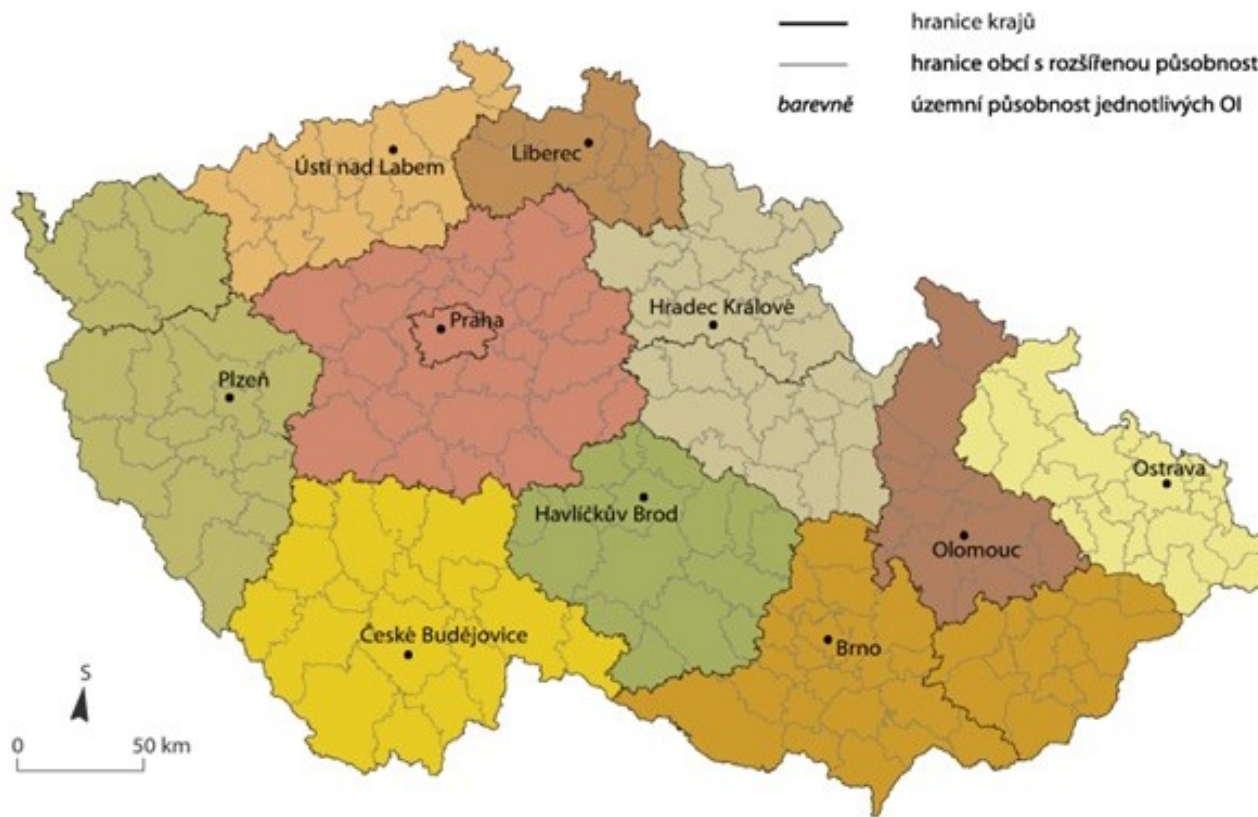 hranice krajů
hranice obcí s rozšířenou působnost
barevně územní působnost jednotlivých OI
Ústí nad Labem
Liberec
Praha
Hradec Králové
Plzeň
Ostrava
Havlíčkův Brod
Olomouc
České Budějovice
Brno
S
0 50 km